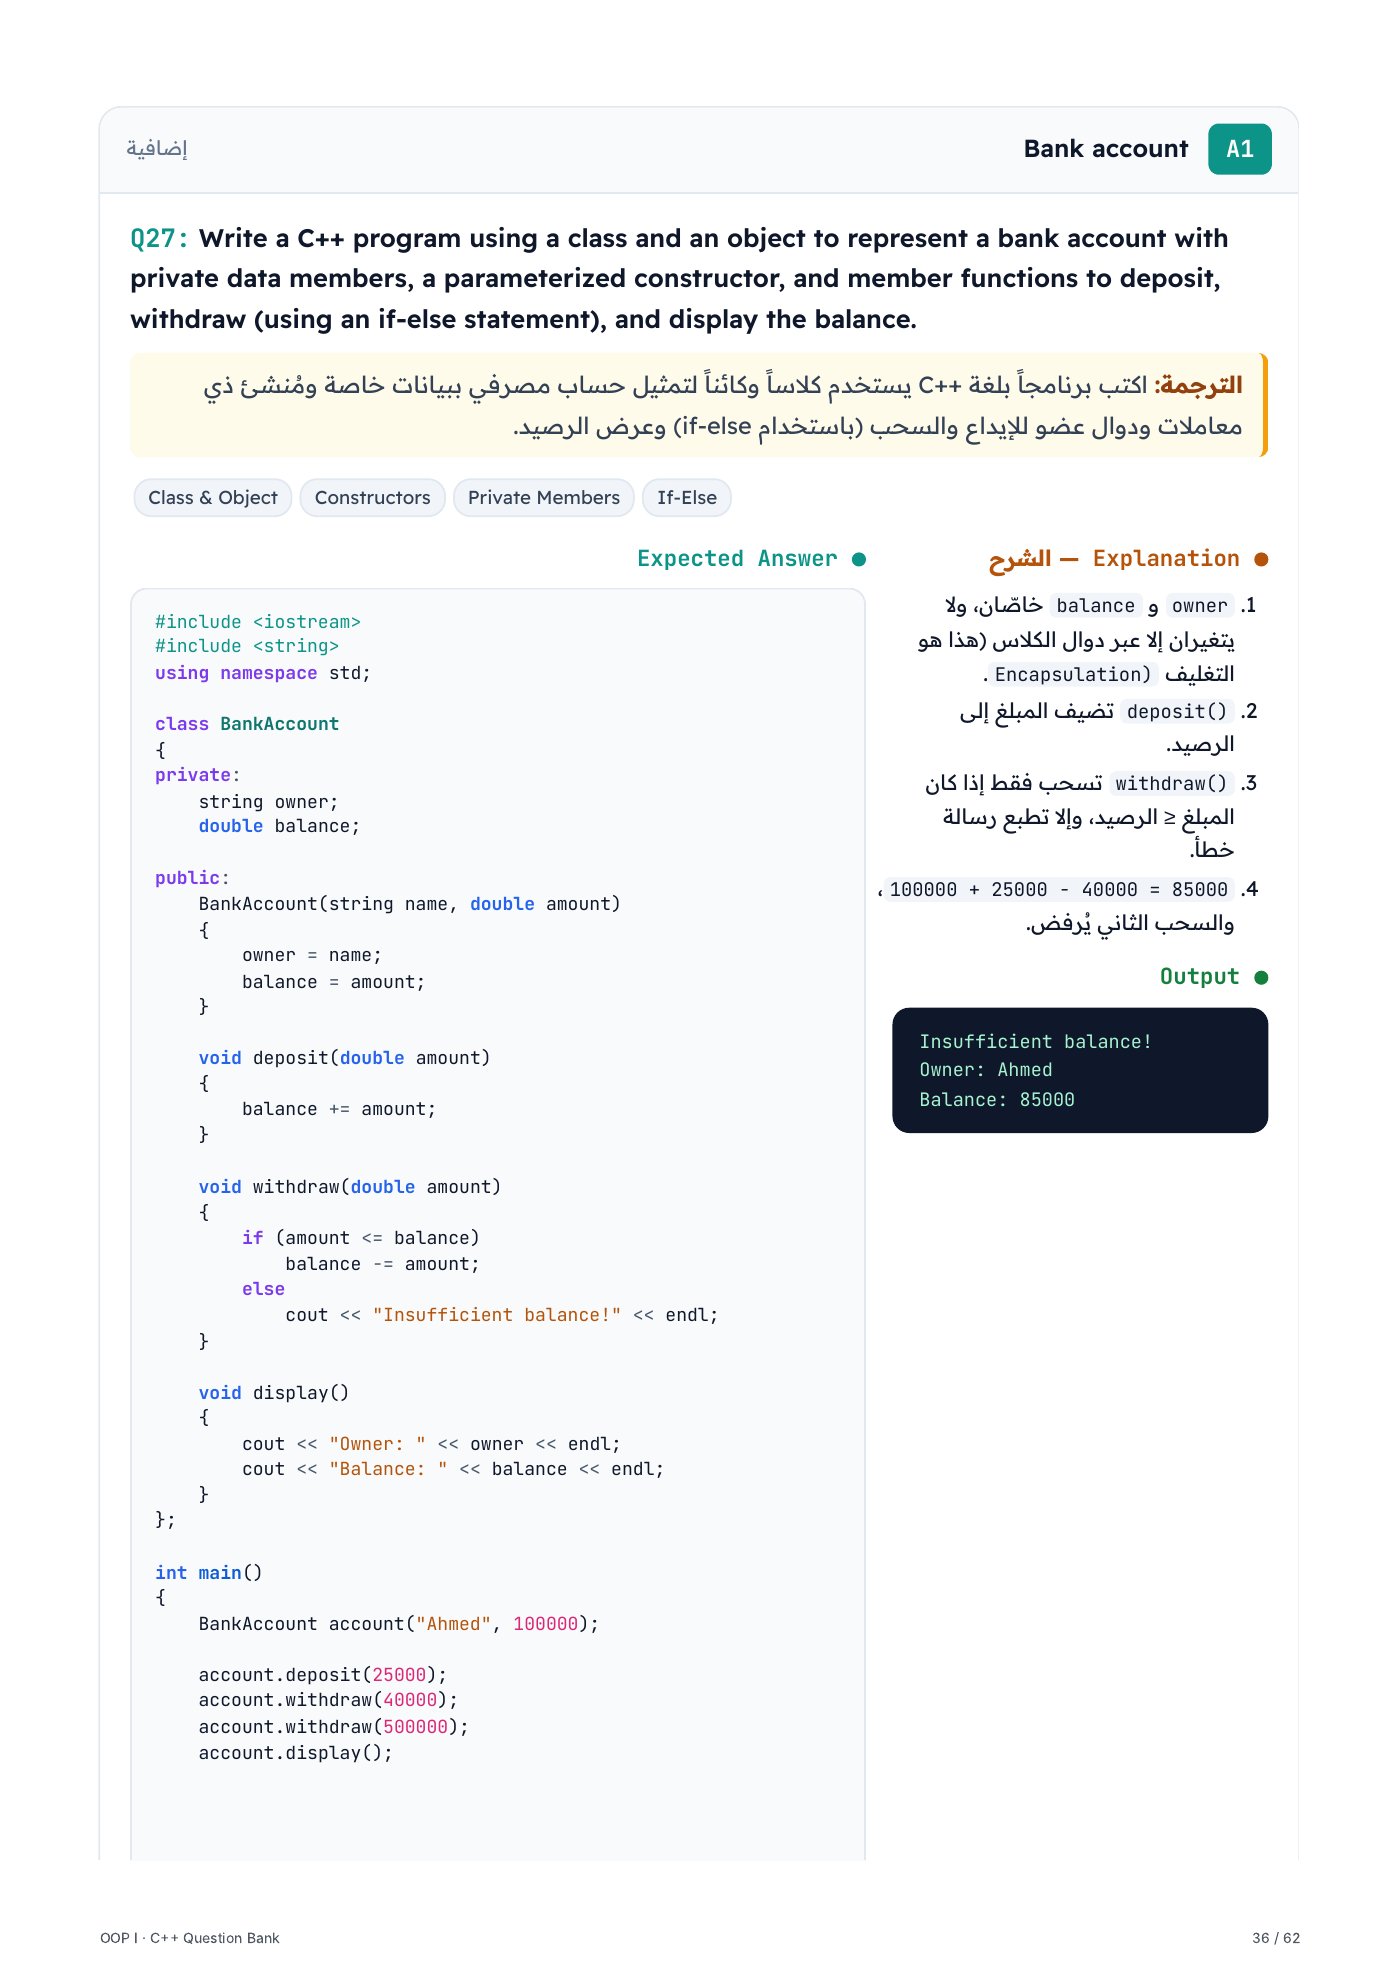 A1 Bank account إضافية
Q27: Write a C++ program using a class and an object to represent a bank account with
private data members, a parameterized constructor, and member functions to deposit,
withdraw (using an if-else statement), and display the balance.
الترجمة: اكتب برنامجاً بلغة C++ يستخدم كلاساً وكائناً لتمثيل حساب مصرفي ببيانات خاصة ومُنشئ ذي
معاملات ودوال عضو للإيداع والسحب (باستخدام if-else) وعرض الرصيد.
Class & Object Constructors Private Members If-Else
Explanation — الشرح
1. owner و balance خاصّان، ولا
يتغيران إلا عبر دوال الكلاس (هذا هو
التغليف Encapsulation).
2. deposit() تضيف المبلغ إلى
الرصيد.
3. withdraw() تسحب فقط إذا كان
المبلغ ≤ الرصيد، وإلا تطبع رسالة
خطأ.
4. 100000 + 25000 - 40000 = 85000،
والسحب الثاني يُرفض.
Output
Insufficient balance!
Owner: Ahmed
Balance: 85000
Expected Answer
#include <iostream>
#include <string>
using namespace std;
class BankAccount
{
private:
    string owner;
    double balance;
public:
    BankAccount(string name, double amount)
    {
        owner = name;
        balance = amount;
    }
    void deposit(double amount)
    {
        balance += amount;
    }
    void withdraw(double amount)
    {
        if (amount <= balance)
            balance -= amount;
        else
            cout << "Insufficient balance!" << endl;
    }
    void display()
    {
        cout << "Owner: " << owner << endl;
        cout << "Balance: " << balance << endl;
    }
};
int main()
{
    BankAccount account("Ahmed", 100000);
    account.deposit(25000);
    account.withdraw(40000);
    account.withdraw(500000);
    account.display();
OOP I · C++ Question Bank
36 / 62